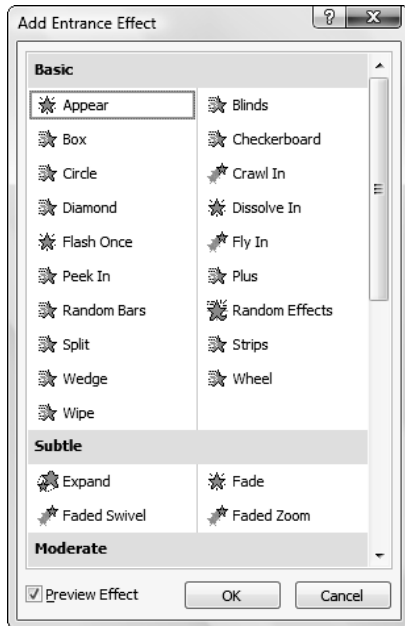 Add Entrance Effect
Basic
Appear Blinds
Box Checkerboard
Circle Crawl In
Diamond Dissolve In
Flash Once Fly In
Peek In Plus
Random Bars Random Effects
Split Strips
Wedge Wheel
Wipe
Subtle
Expand Fade
Faded Swivel Faded Zoom
Moderate
Preview Effect OK Cancel